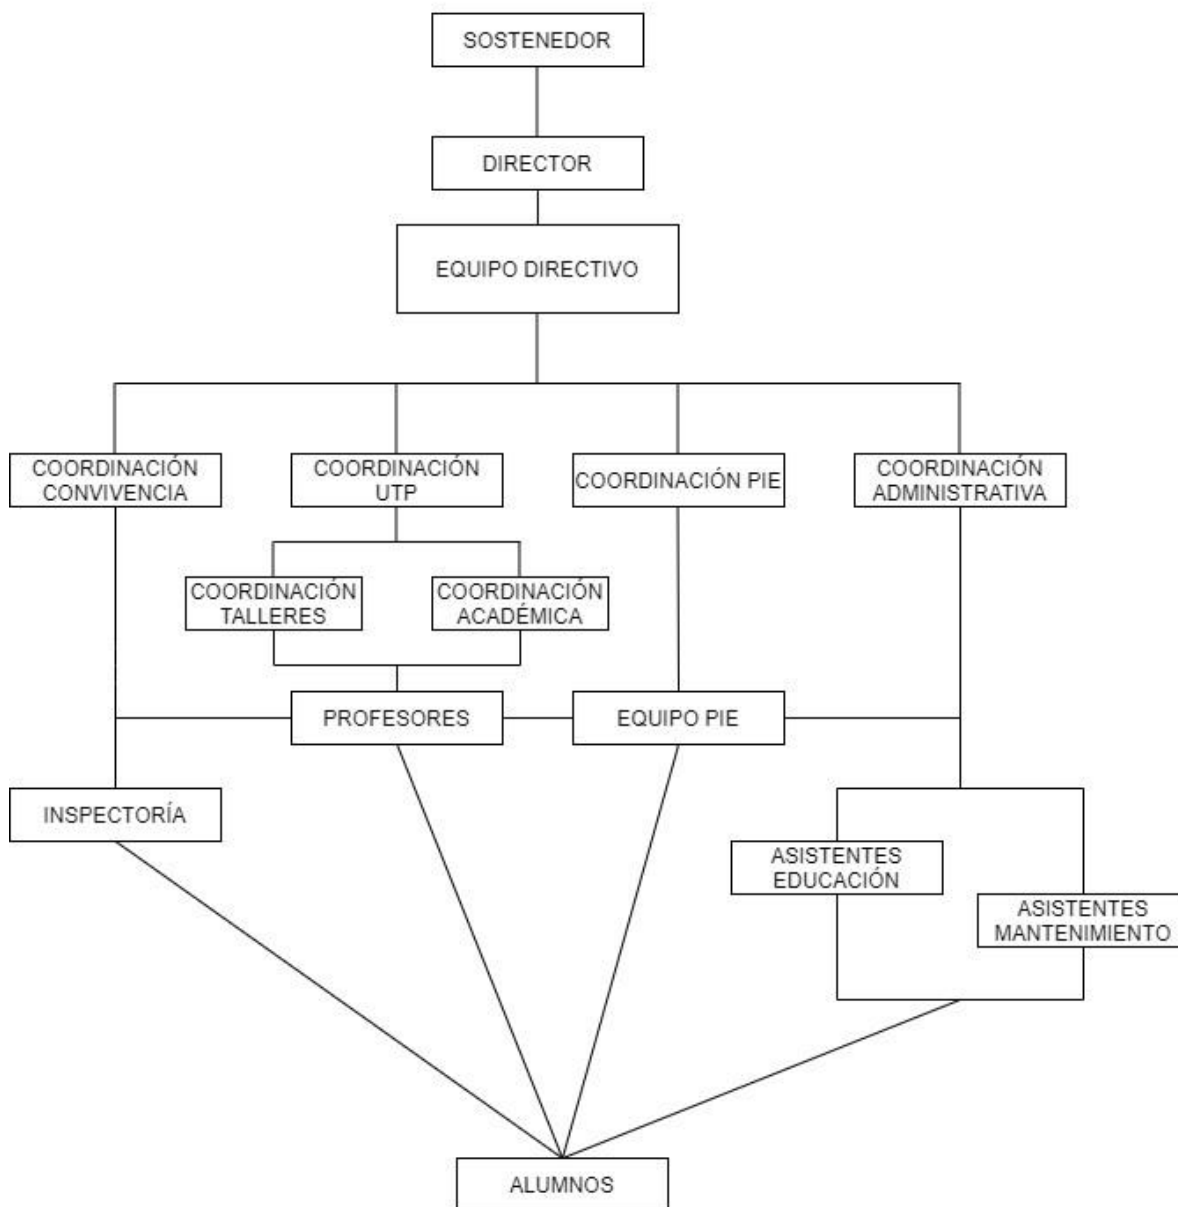 SOSTENEDOR
DIRECTOR
EQUIPO DIRECTIVO
COORDINACIÓN
CONVIVENCIA
COORDINACIÓN
UTP
COORDINACIÓN PIE
COORDINACIÓN
ADMINISTRATIVA
COORDINACIÓN
TALLERES
COORDINACIÓN
ACADÉMICA
PROFESORES
EQUIPO PIE
INSPECTORÍA
ASISTENTES
EDUCACIÓN
ASISTENTES
MANTENIMIENTO
ALUMNOS